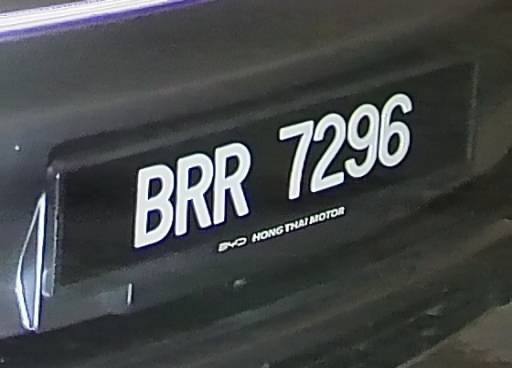 BRR 7296
BYD HONG THAI MOTOR